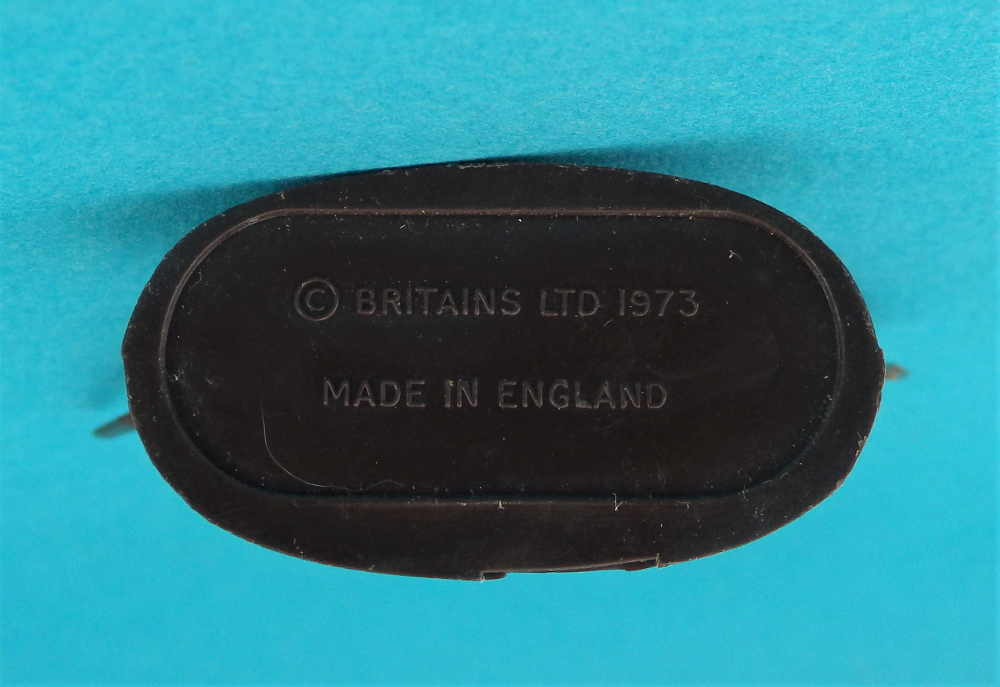 © BRITAINS LTD 1973
MADE IN ENGLAND